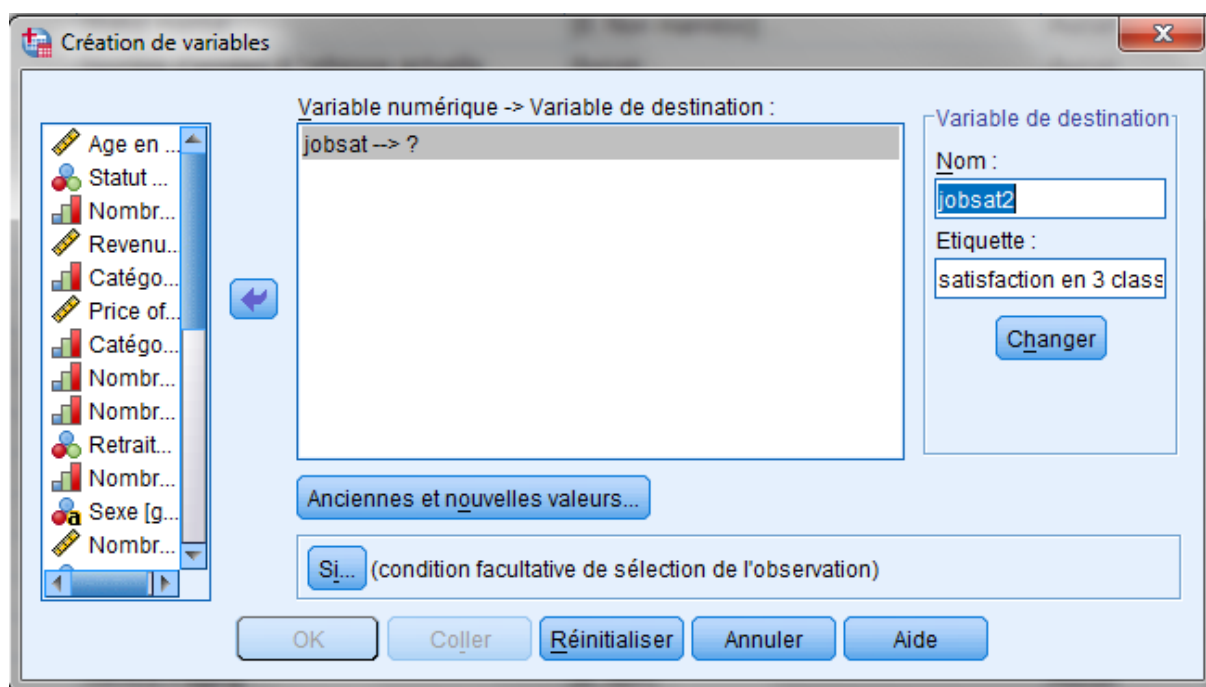 Création de variables
Variable numérique -> Variable de destination :
jobsat --> ?
Age en ...
Statut ...
Nombr...
Revenu...
Catégo...
Price of...
Catégo...
Nombr...
Nombr...
Retrait...
Nombr...
Sexe [g...
Nombr...
Variable de destination
Nom :
jobsat2
Etiquette :
satisfaction en 3 class
Changer
Anciennes et nouvelles valeurs...
Si... (condition facultative de sélection de l'observation)
OK Coller Réinitialiser Annuler Aide